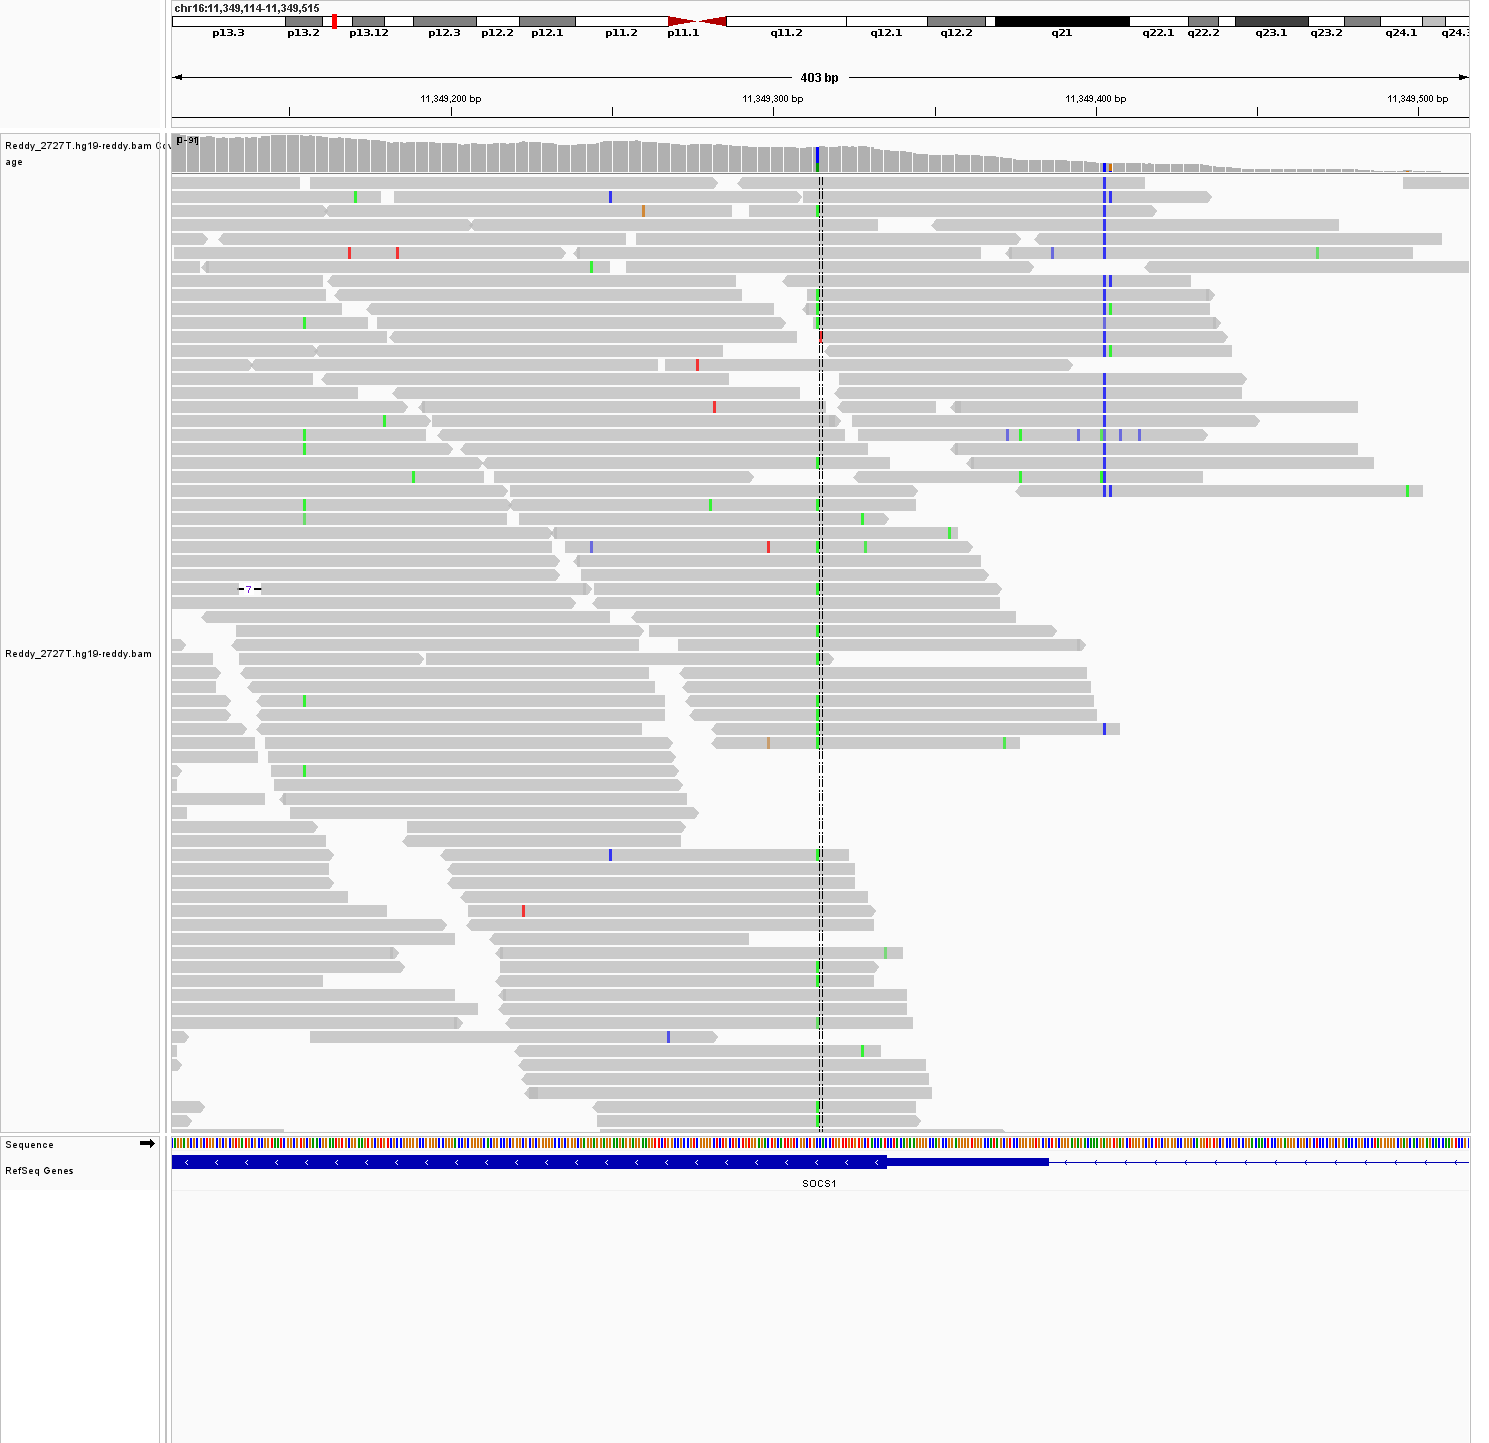 chr16:11,349,114-11,349,515
p13.3 p13.2 p13.12 p12.3 p12.2 p12.1 p11.2 p11.1 q11.2 q12.1 q12.2 q21 q22.1 q22.2 q23.1 q23.2 q24.1 q24.3
403 bp
11,349,200 bp 11,349,300 bp 11,349,400 bp 11,349,500 bp
[0-91]
Reddy_2727T.hg19-reddy.bam Cov
age
7
Reddy_2727T.hg19-reddy.bam
Sequence
RefSeq Genes
SOCS1